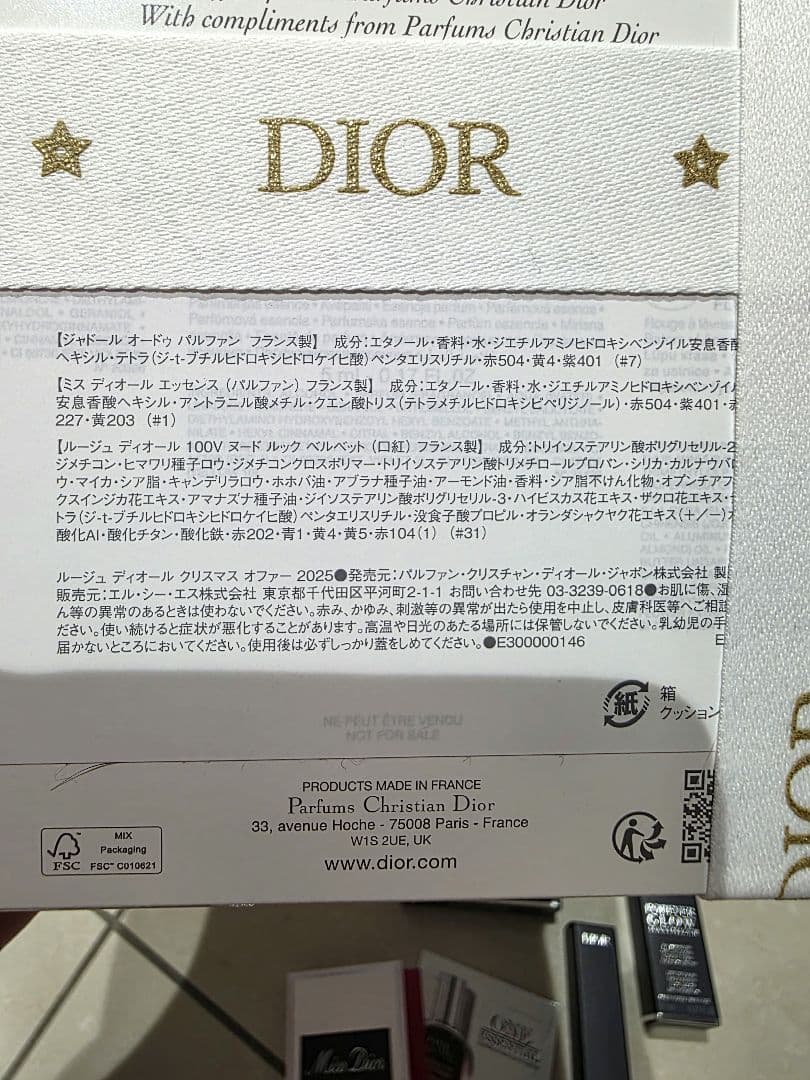 With compliments from Parfums Christian Dior
DIOR
【ジャドール オードゥ パルファン フランス製】 成分：エタノール・香料・水・ジエチルアミノヒドロキシベンゾイル安息香酸
ヘキシル・テトラ(ジ-t-ブチルヒドロキシヒドロケイヒ酸)ペンタエリスリチル・赤504・黄4・紫401 (#7)
【ミス ディオール エッセンス (パルファン) フランス製】 成分：エタノール・香料・水・ジエチルアミノヒドロキシベンゾイ
安息香酸ヘキシル・アントラニル酸メチル・クエン酸トリス(テトラメチルヒドロキシピペリジノール)・赤504・紫401・赤
227・黄203 (#1)
【ルージュ ディオール 100V ヌード ルック ベルベット (口紅) フランス製】 成分：トリイソステアリン酸ポリグリセリル-2
ジメチコン・ヒマワリ種子ロウ・ジメチコンクロスポリマー・トリイソステアリン酸トリメチロールプロパン・シリカ・カルナウバロ
ウ・マイカ・シア脂・キャンデリラロウ・ホホバ油・アブラナ種子油・アーモンド油・香料・シア脂不けん化物・オプンチアフ
クスインジカ花エキス・アマナズナ種子油・ジイソステアリン酸ポリグリセリル-3・ハイビスカス花エキス・ザクロ花エキス・
トラ(ジ-t-ブチルヒドロキシヒドロケイヒ酸)ペンタエリスリチル・没食子酸プロピル・オランダシャクヤク花エキス(+/-)
酸化Al・酸化チタン・酸化鉄・赤202・青1・黄4・黄5・赤104(1) (#31)
ルージュ ディオール クリスマス オファー 2025●発売元：パルファン・クリスチャン・ディオール・ジャポン株式会社 製
販売元：エル・シー・エス株式会社 東京都千代田区平河町2-1-1 お問い合わせ先 03-3239-0618●お肌に傷、湿
ん等の異常のあるときは使わないでください。赤み、かゆみ、刺激等の異常が出たら使用を中止し、皮膚科医等へご相談
ださい。使い続けると症状が悪化することがあります。高温や日光のあたる場所には保管しないでください。乳幼児の手
届かないところにおいてください。使用後は必ずしっかり蓋をしめてください。●E300000146 E
紙 箱
クッション
NE PEUT ÊTRE VENDU
NOT FOR SALE
PRODUCTS MADE IN FRANCE
Parfums Christian Dior
33, avenue Hoche - 75008 Paris - France
W1S 2UE, UK
www.dior.com
FSC
MIX
Packaging
FSC™ C010621
Miss Dior